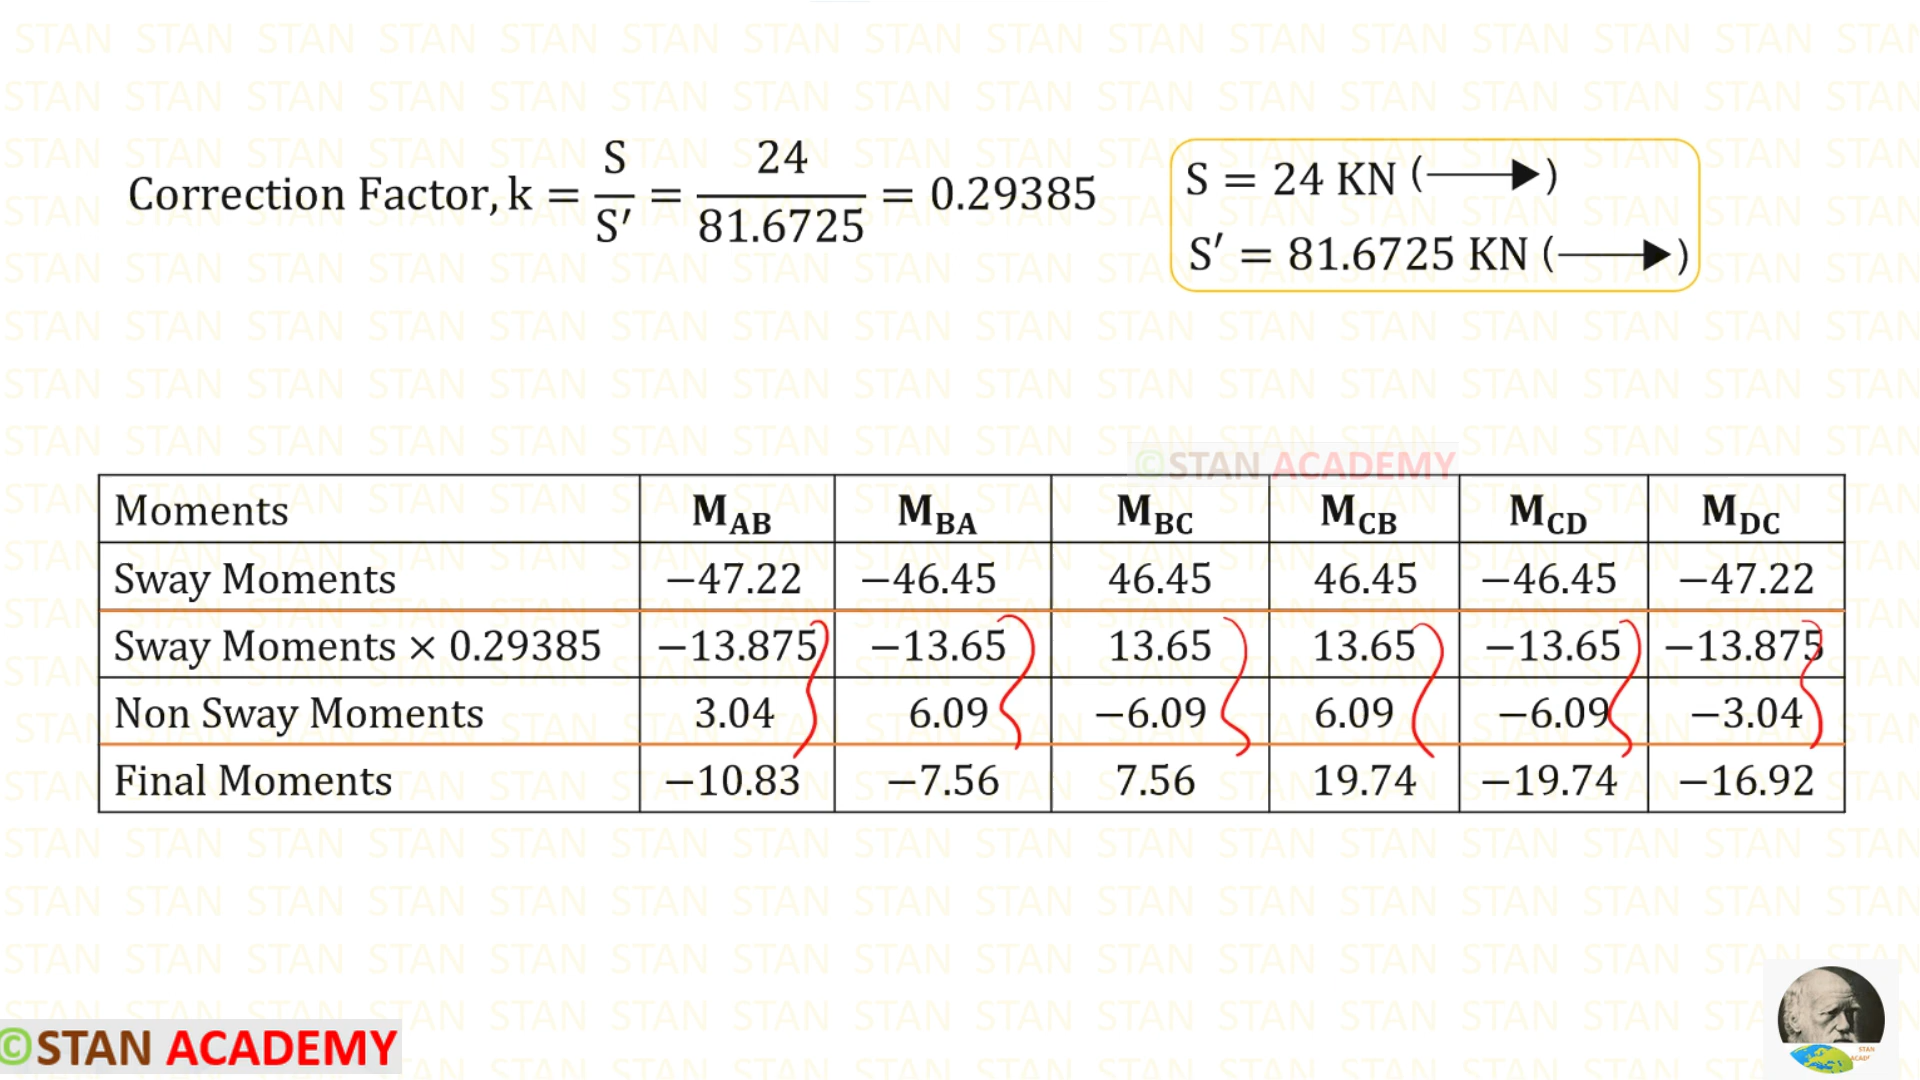 Correction Factor, k = S/S′ = 24/81.6725 = 0.29385
S = 24 KN (⟶)
S′ = 81.6725 KN (⟶)
©STAN ACADEMY
Moments M_AB M_BA M_BC M_CB M_CD M_DC
Sway Moments −47.22 −46.45 46.45 46.45 −46.45 −47.22
Sway Moments × 0.29385 −13.875 −13.65 13.65 13.65 −13.65 −13.875
Non Sway Moments 3.04 6.09 −6.09 6.09 −6.09 −3.04
Final Moments −10.83 −7.56 7.56 19.74 −19.74 −16.92
©STAN ACADEMY